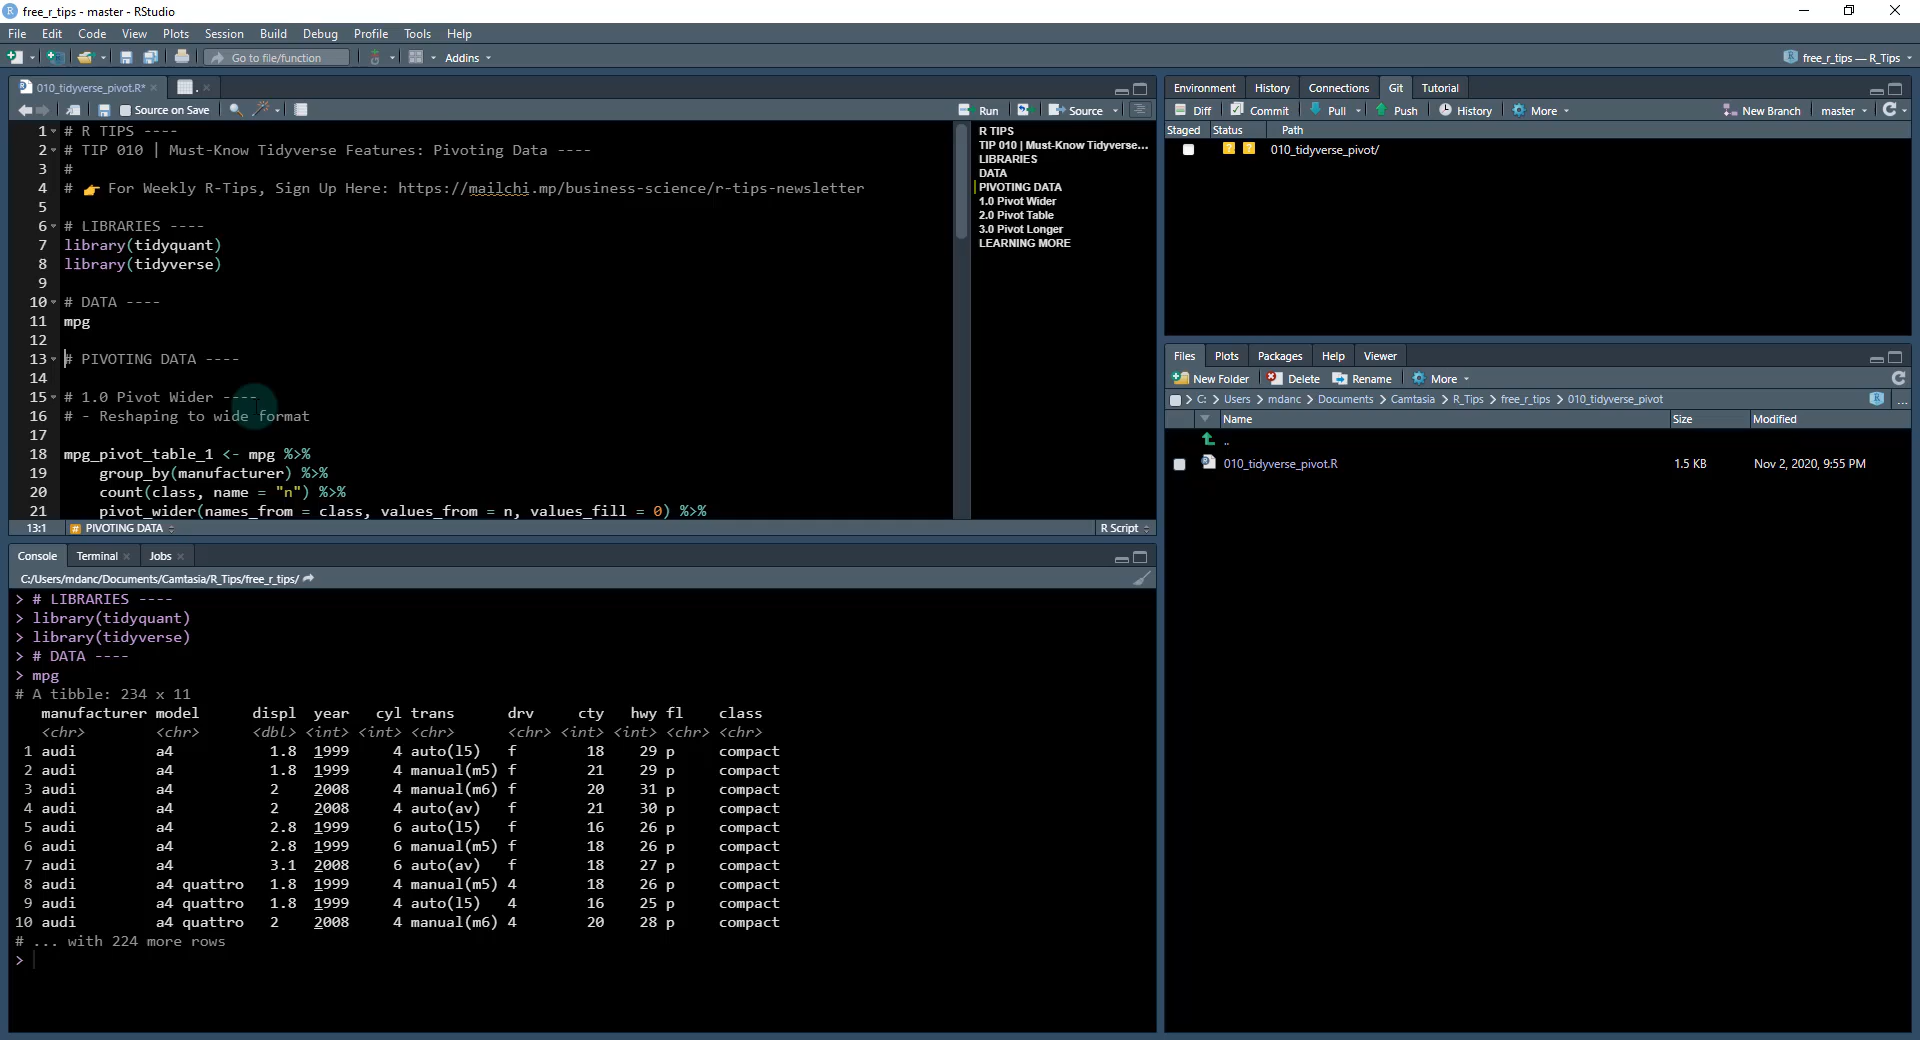 free_r_tips - master - RStudio
File Edit Code View Plots Session Build Debug Profile Tools Help
Go to file/function Addins free_r_tips — R_Tips
010_tidyverse_pivot.R* .
Source on Save Run Source
1 # R TIPS ----
2 # TIP 010 | Must-Know Tidyverse Features: Pivoting Data ----
3 #
4 # 👉 For Weekly R-Tips, Sign Up Here: https://mailchi.mp/business-science/r-tips-newsletter
5
6 # LIBRARIES ----
7 library(tidyquant)
8 library(tidyverse)
9
10 # DATA ----
11 mpg
12
13 # PIVOTING DATA ----
14
15 # 1.0 Pivot Wider ----
16 # - Reshaping to wide format
17
18 mpg_pivot_table_1 <- mpg %>%
19     group_by(manufacturer) %>%
20     count(class, name = "n") %>%
21     pivot_wider(names_from = class, values_from = n, values_fill = 0) %>%
13:1 # PIVOTING DATA R Script
R TIPS
TIP 010 | Must-Know Tidyverse...
LIBRARIES
DATA
PIVOTING DATA
1.0 Pivot Wider
2.0 Pivot Table
3.0 Pivot Longer
LEARNING MORE
Console Terminal Jobs
C:/Users/mdanc/Documents/Camtasia/R_Tips/free_r_tips/
> # LIBRARIES ----
> library(tidyquant)
> library(tidyverse)
> # DATA ----
> mpg
# A tibble: 234 x 11
manufacturer model displ year cyl trans drv cty hwy fl class
<chr> <chr> <dbl> <int> <int> <chr> <chr> <int> <int> <chr> <chr>
1 audi a4 1.8 1999 4 auto(l5) f 18 29 p compact
2 audi a4 1.8 1999 4 manual(m5) f 21 29 p compact
3 audi a4 2 2008 4 manual(m6) f 20 31 p compact
4 audi a4 2 2008 4 auto(av) f 21 30 p compact
5 audi a4 2.8 1999 6 auto(l5) f 16 26 p compact
6 audi a4 2.8 1999 6 manual(m5) f 18 26 p compact
7 audi a4 3.1 2008 6 auto(av) f 18 27 p compact
8 audi a4 quattro 1.8 1999 4 manual(m5) 4 18 26 p compact
9 audi a4 quattro 1.8 1999 4 auto(l5) 4 16 25 p compact
10 audi a4 quattro 2 2008 4 manual(m6) 4 20 28 p compact
# ... with 224 more rows
>
Environment History Connections Git Tutorial
Diff Commit Pull Push History More New Branch master
Staged Status Path
? ? 010_tidyverse_pivot/
Files Plots Packages Help Viewer
New Folder Delete Rename More
C: > Users > mdanc > Documents > Camtasia > R_Tips > free_r_tips > 010_tidyverse_pivot ...
Name Size Modified
..
010_tidyverse_pivot.R 1.5 KB Nov 2, 2020, 9:55 PM